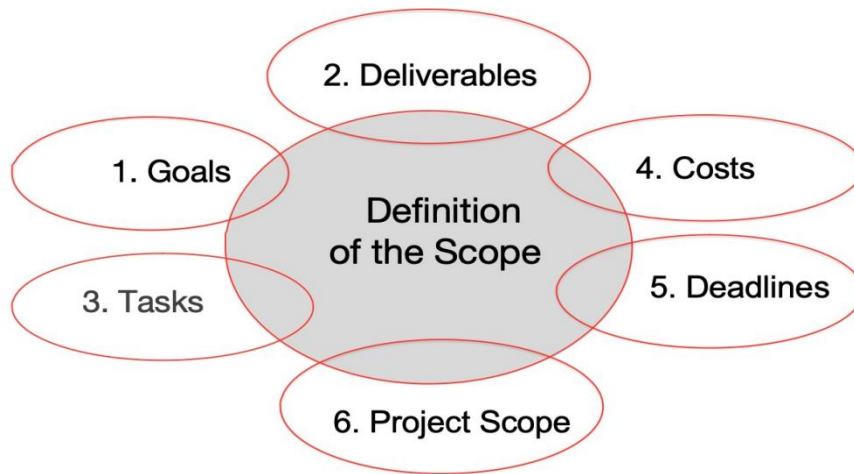 2. Deliverables
1. Goals
4. Costs
Definition
of the Scope
3. Tasks
5. Deadlines
6. Project Scope